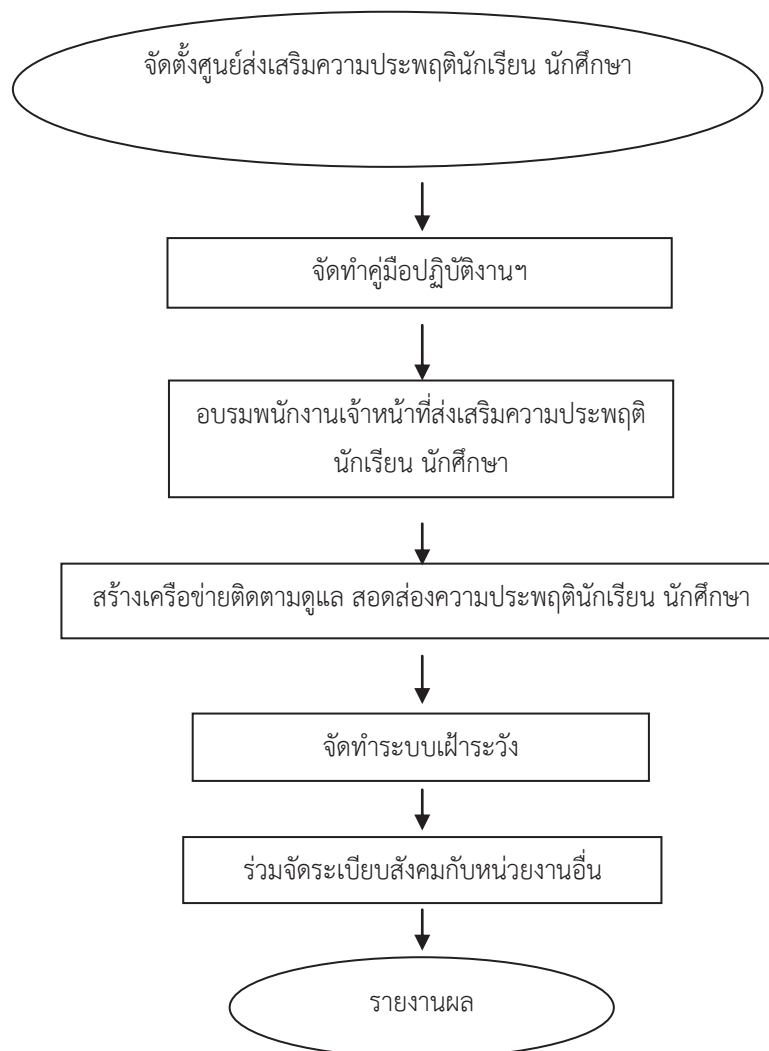 จัดตั้งศูนย์ส่งเสริมความประพฤตินักเรียน นักศึกษา
จัดทำคู่มือปฏิบัติงานฯ
อบรมพนักงานเจ้าหน้าที่ส่งเสริมความประพฤติ
นักเรียน นักศึกษา
สร้างเครือข่ายติดตามดูแล สอดส่องความประพฤตินักเรียน นักศึกษา
จัดทำระบบเฝ้าระวัง
ร่วมจัดระเบียบสังคมกับหน่วยงานอื่น
รายงานผล